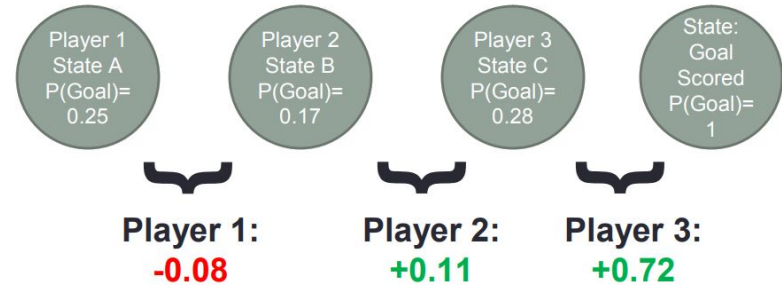 Player 1
State A
P(Goal)=
0.25
Player 2
State B
P(Goal)=
0.17
Player 3
State C
P(Goal)=
0.28
State:
Goal
Scored
P(Goal)=
1
Player 1:
-0.08
Player 2:
+0.11
Player 3:
+0.72